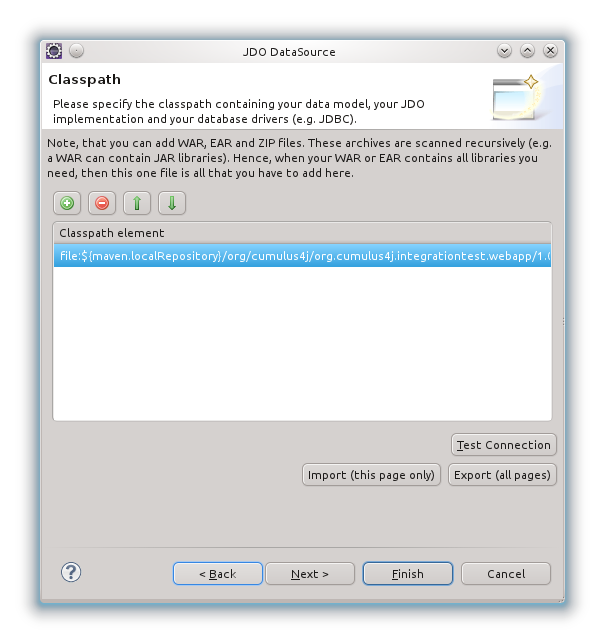 JDO DataSource
Classpath
Please specify the classpath containing your data model, your JDO
implementation and your database drivers (e.g. JDBC).
Note, that you can add WAR, EAR and ZIP files. These archives are scanned recursively (e.g.
a WAR can contain JAR libraries). Hence, when your WAR or EAR contains all libraries you
need, then this one file is all that you have to add here.
Classpath element
file:${maven.localRepository}/org/cumulus4j/org.cumulus4j.integrationtest.webapp/1.0
Test Connection
Import (this page only) Export (all pages)
? < Back Next > Finish Cancel